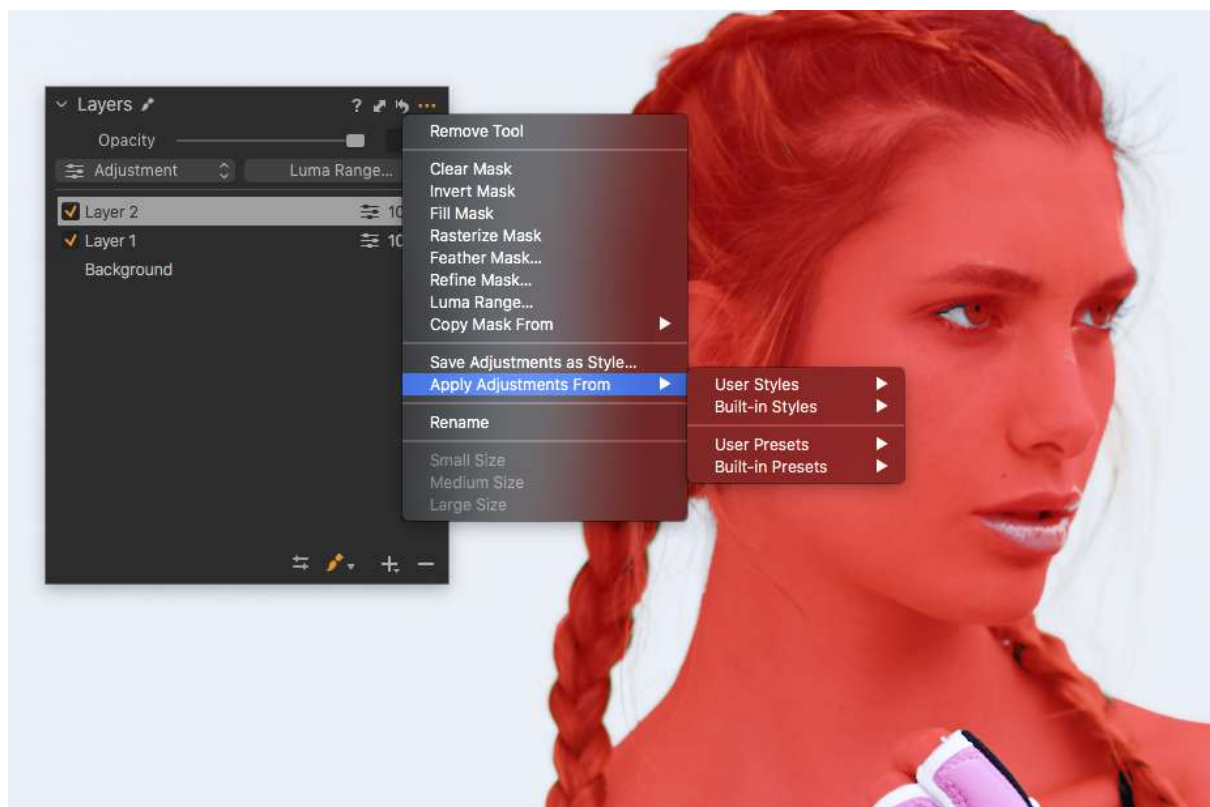 Layers
Opacity
Adjustment
Luma Range...
Layer 2
Layer 1
Background
Remove Tool
Clear Mask
Invert Mask
Fill Mask
Rasterize Mask
Feather Mask...
Refine Mask...
Luma Range...
Copy Mask From
Save Adjustments as Style...
Apply Adjustments From
Rename
Small Size
Medium Size
Large Size
User Styles
Built-in Styles
User Presets
Built-in Presets